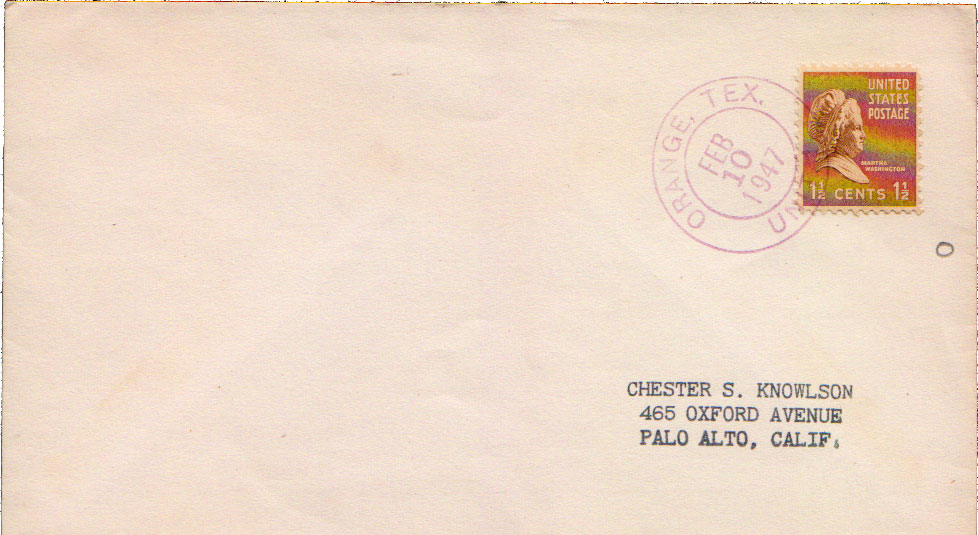 ORANGE, TEX.
FEB
10
1947
UNITED
STATES
POSTAGE
MARTHA
WASHINGTON
1½ CENTS 1½
CHESTER S. KNOWLSON
465 OXFORD AVENUE
PALO ALTO, CALIF.